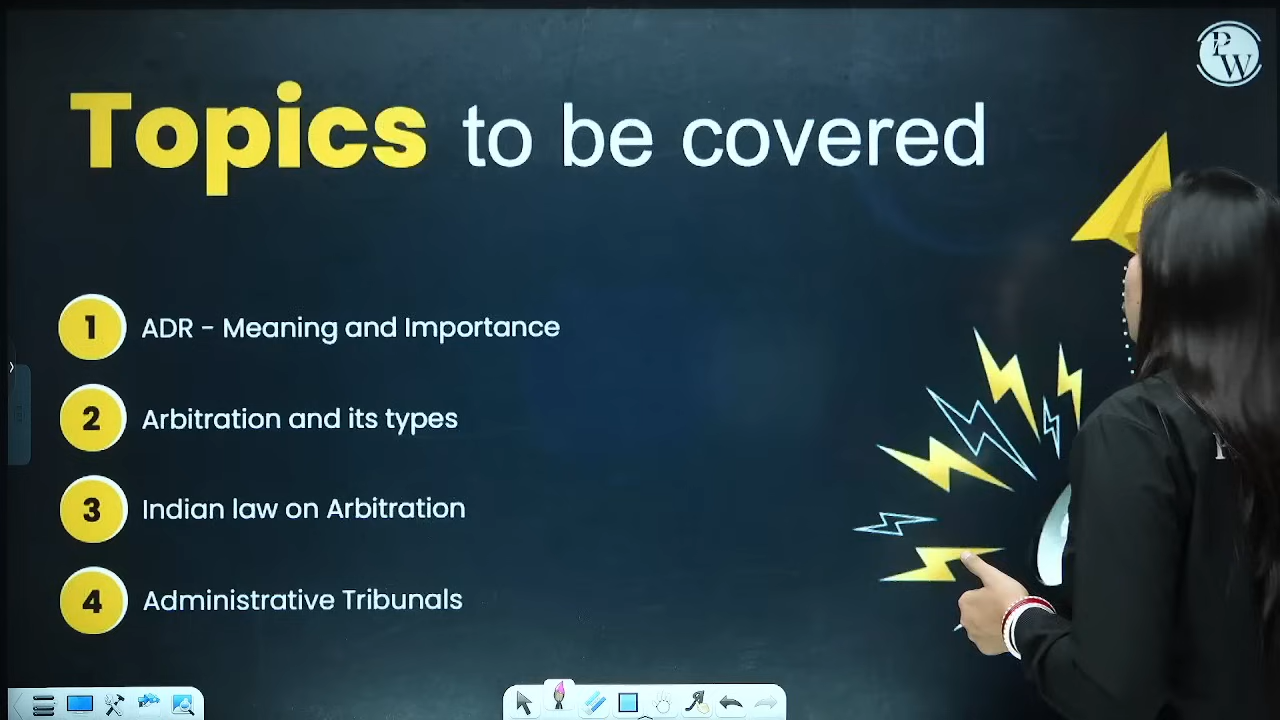 Topics to be covered
PW
1 ADR - Meaning and Importance
2 Arbitration and its types
3 Indian law on Arbitration
4 Administrative Tribunals